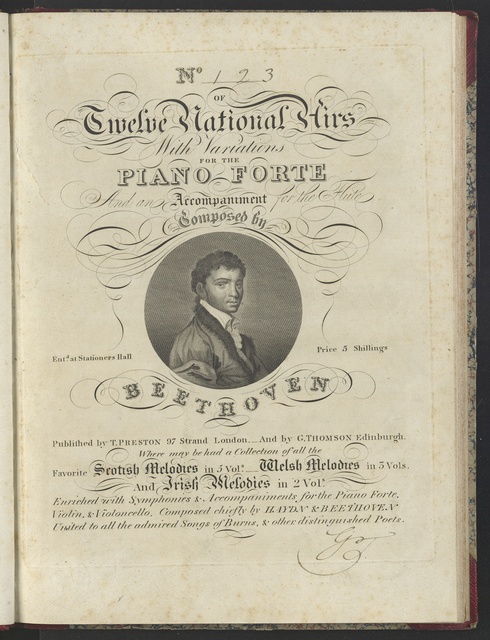 No. 1 2 3
OF
Twelve National Airs
With Variations
FOR THE
PIANO FORTE
And an Accompaniment for the Flute
Composed by
Entd. at Stationers Hall
Price 5 Shillings
BEETHOVEN
Published by T. PRESTON 97 Strand London_ And by G. THOMSON Edinburgh.
Where may be had a Collection of all the
Favorite Scotish Melodies in 5 Vols. Welsh Melodies in 3 Vols.
And Irish Melodies in 2 Vols.
Enriched with Symphonies & Accompaniments for the Piano Forte,
Violin, & Violoncello, Composed chiefly by HAYDN & BEETHOVEN
United to all the admired Songs of Burns, & other distinguished Poets.